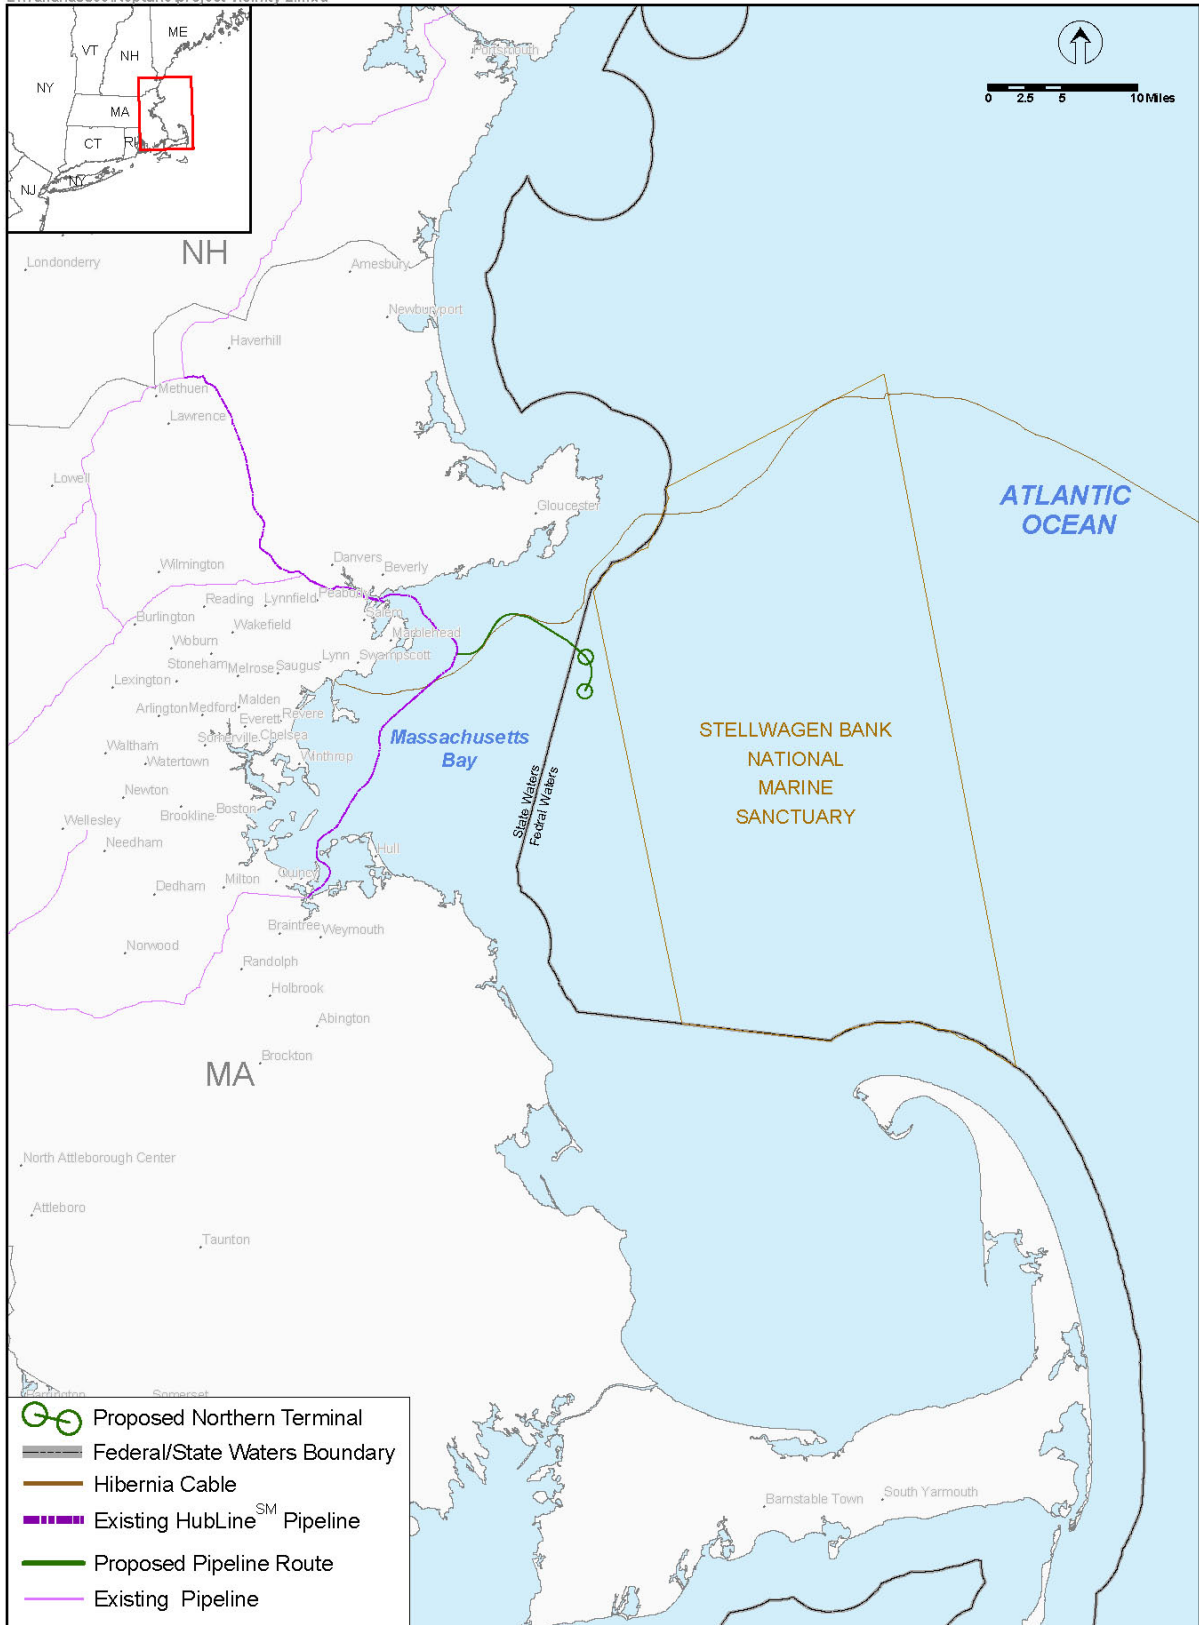 ME
VT
NH
NY
MA
CT
RI
NJ
NY
Portsmouth
0 2.5 5 10 Miles
NH
Londonderry
Amesbury
Newburyport
Haverhill
Methuen
Lawrence
Lowell
Gloucester
ATLANTIC
OCEAN
Wilmington
Danvers
Beverly
Reading
Lynnfield
Peabody
Burlington
Wakefield
Salem
Woburn
Marblehead
Stoneham
Melrose
Saugus
Lynn
Swampscott
Lexington
Malden
Arlington
Medford
Everett
Revere
Waltham
Somerville
Chelsea
Watertown
Winthrop
Massachusetts
Bay
STELLWAGEN BANK
NATIONAL
MARINE
SANCTUARY
State Waters
Fedral Waters
Newton
Brookline
Boston
Wellesley
Needham
Hull
Dedham
Milton
Quincy
Braintree
Weymouth
Norwood
Randolph
Holbrook
Abington
Brockton
MA
North Attleborough Center
Attleboro
Taunton
Barrington
Somerset
Barnstable Town
South Yarmouth
Proposed Northern Terminal
Federal/State Waters Boundary
Hibernia Cable
Existing HubLine SM Pipeline
Proposed Pipeline Route
Existing Pipeline